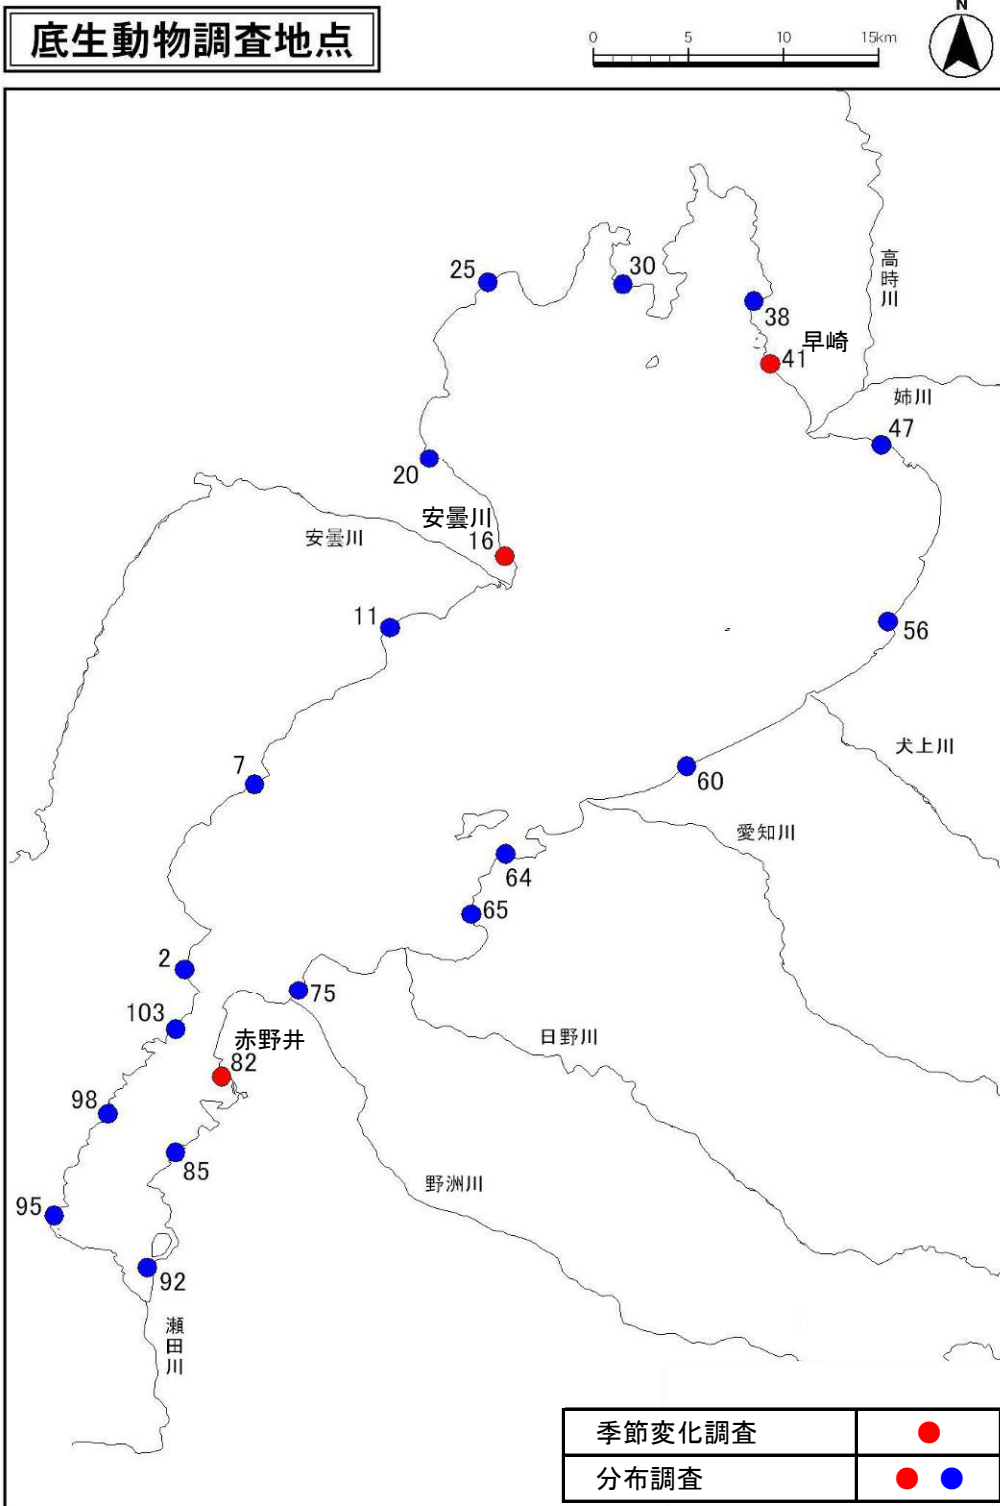 底生動物調査地点
0 5 10 15km
N
高時川
25
30
38
早崎
41
姉川
47
20
安曇川
安曇川
16
11
56
犬上川
7
60
愛知川
64
65
2
75
103
赤野井
日野川
82
98
85
野洲川
95
92
瀬田川
季節変化調査
分布調査